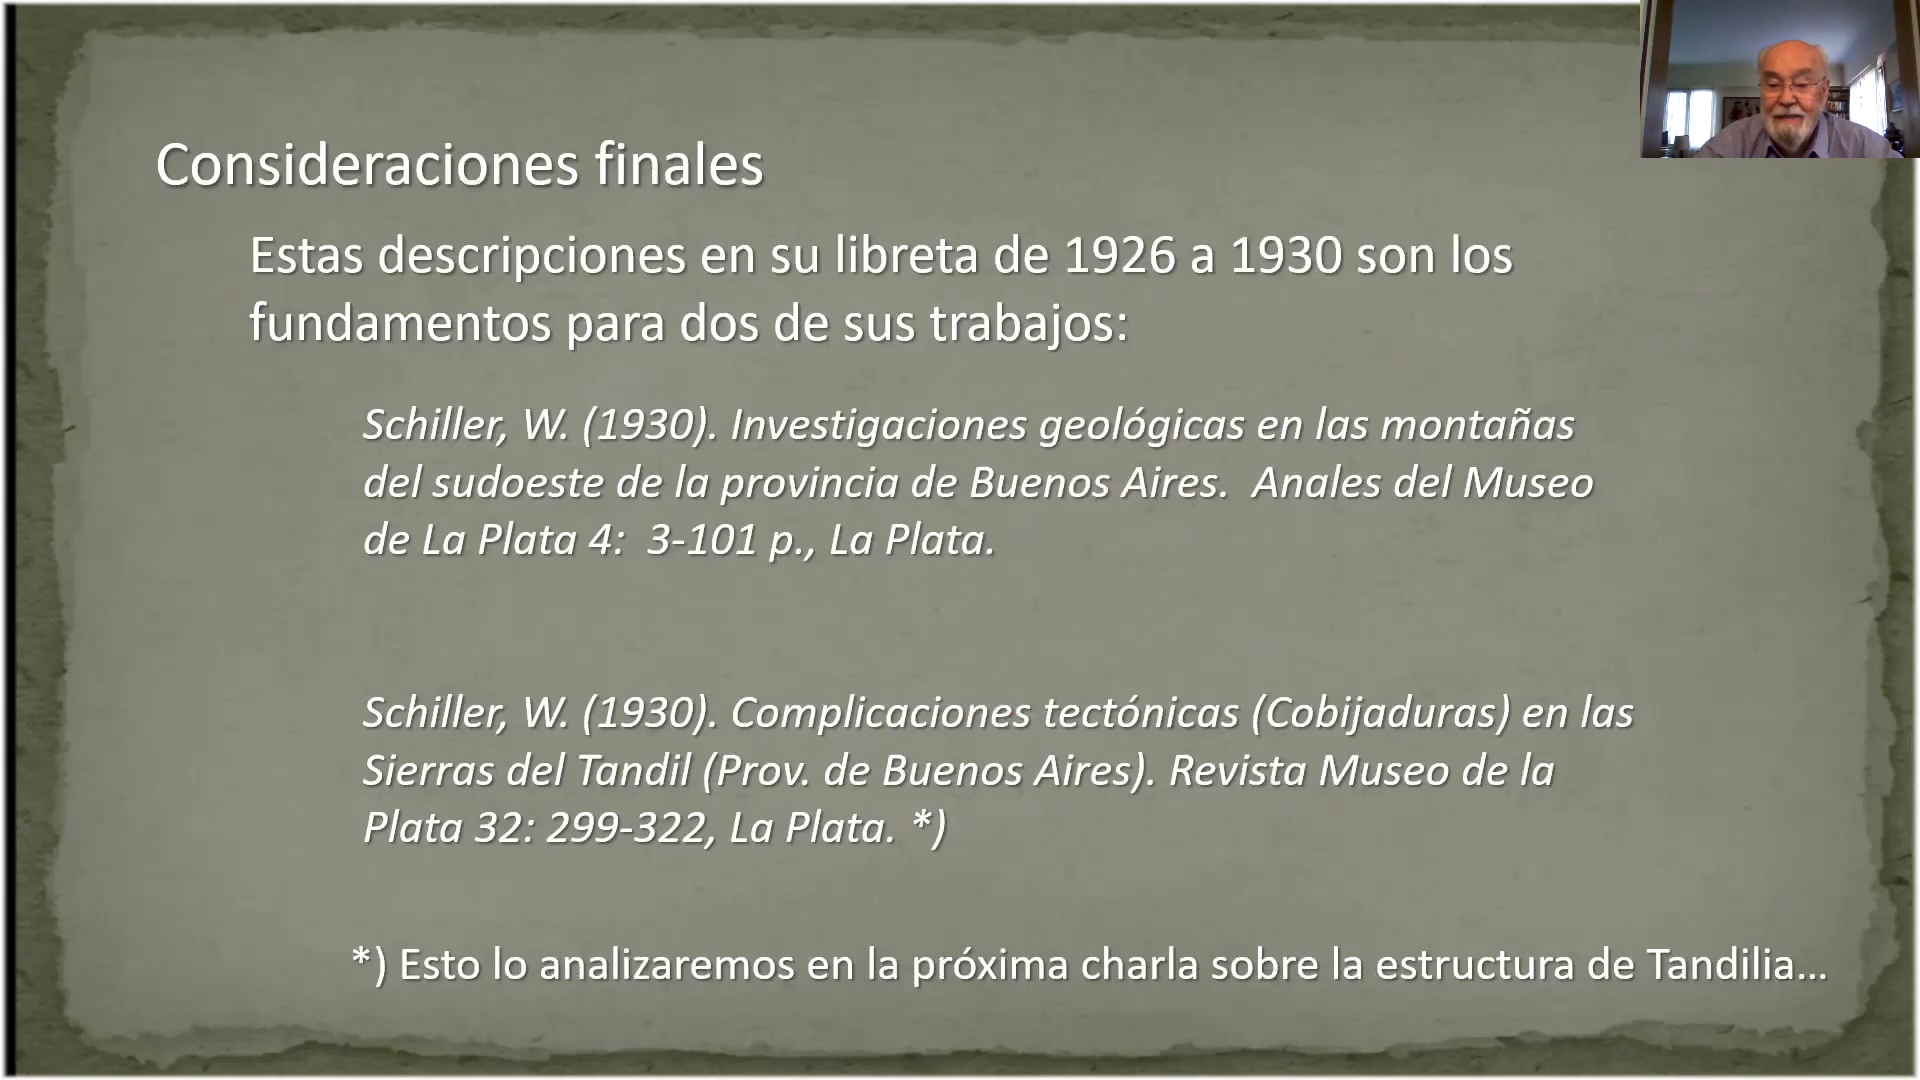 Consideraciones finales
Estas descripciones en su libreta de 1926 a 1930 son los
fundamentos para dos de sus trabajos:
Schiller, W. (1930). Investigaciones geológicas en las montañas
del sudoeste de la provincia de Buenos Aires.  Anales del Museo
de La Plata 4:  3-101 p., La Plata.
Schiller, W. (1930). Complicaciones tectónicas (Cobijaduras) en las
Sierras del Tandil (Prov. de Buenos Aires). Revista Museo de la
Plata 32: 299-322, La Plata. *)
*) Esto lo analizaremos en la próxima charla sobre la estructura de Tandilia...